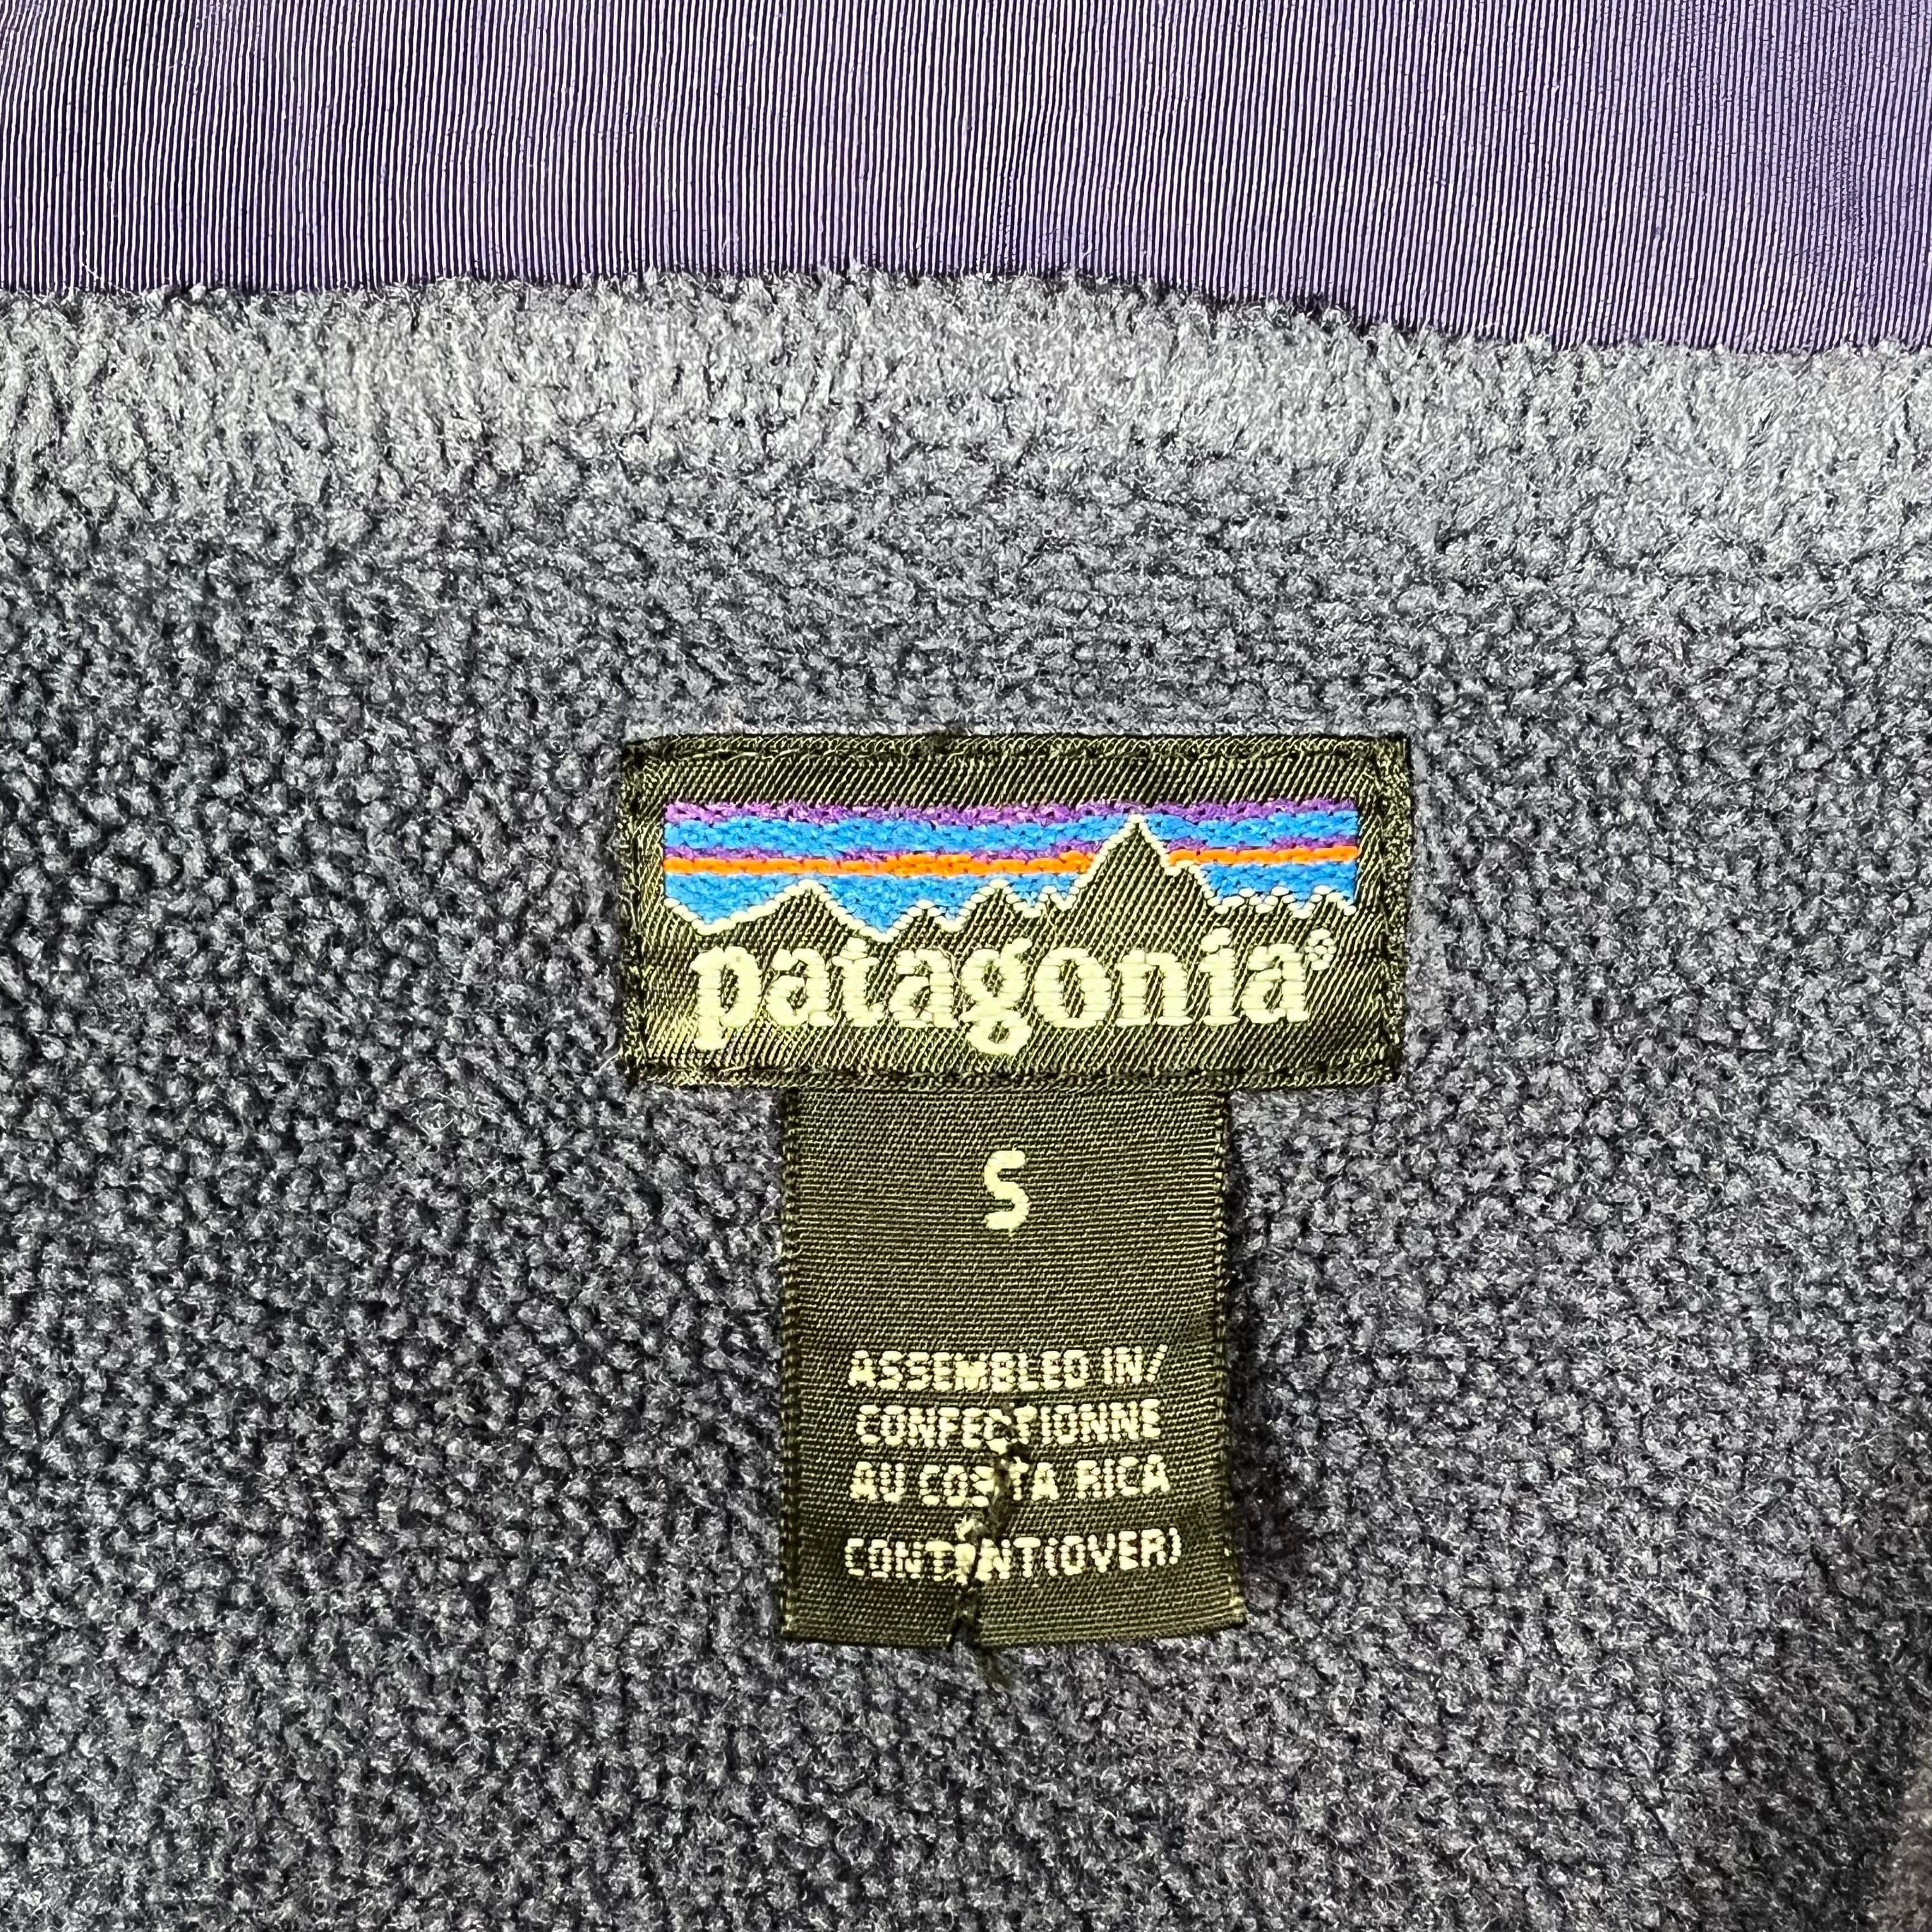 patagonia®
S
ASSEMBLED IN/
CONFECTIONNE
AU COSTA RICA
CONTENT(OVER)